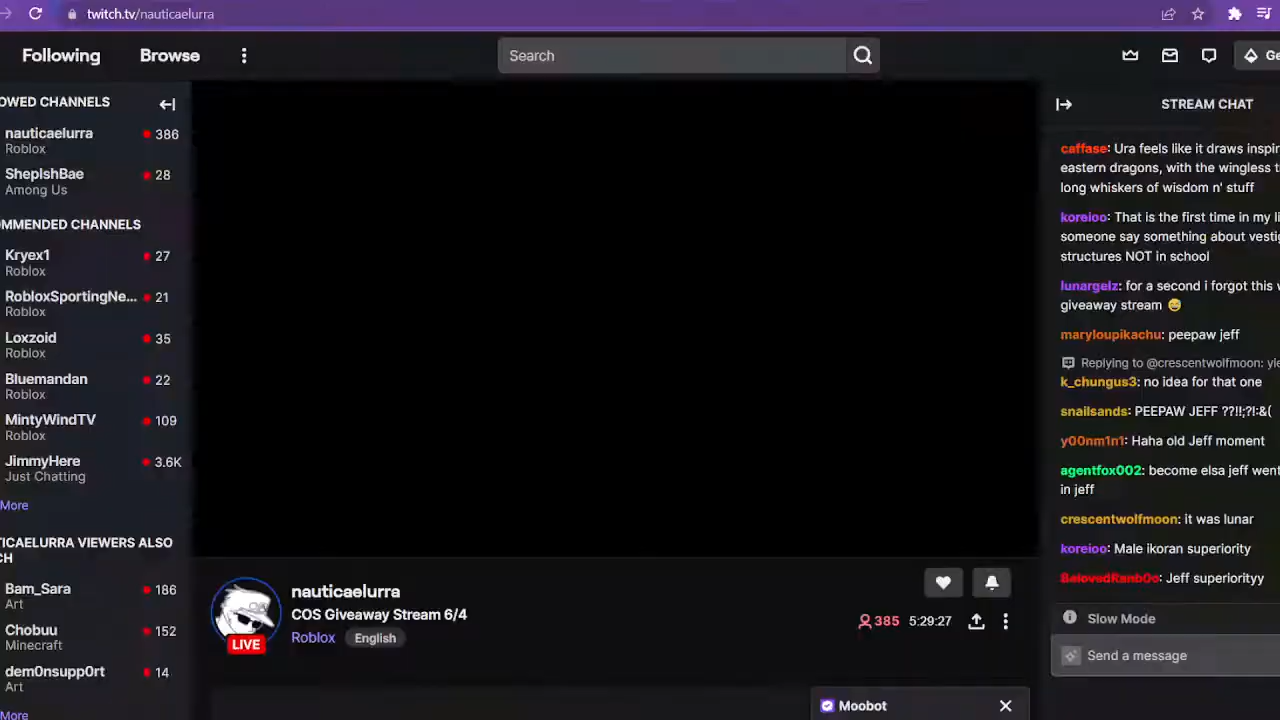 twitch.tv/nauticaelurra
Following
Browse
Search
Ge
OWED CHANNELS
nauticaelurra
386
Roblox
ShepIshBae
28
Among Us
MMENDED CHANNELS
Kryex1
27
Roblox
RobloxSportingNe...
21
Roblox
Loxzoid
35
Roblox
Bluemandan
22
Roblox
MintyWindTV
109
Roblox
JimmyHere
3.6K
Just Chatting
More
TICAELURRA VIEWERS ALSO
CH
Bam_Sara
186
Art
Chobuu
152
Minecraft
dem0nsupp0rt
14
Art
More
LIVE
nauticaelurra
COS Giveaway Stream 6/4
Roblox
English
385
5:29:27
Moobot
STREAM CHAT
caffase: Ura feels like it draws inspir
eastern dragons, with the wingless t
long whiskers of wisdom n' stuff
koreioo: That is the first time in my li
someone say something about vestig
structures NOT in school
lunargelz: for a second i forgot this w
giveaway stream 😅
maryloupikachu: peepaw jeff
Replying to @crescentwolfmoon: yie
k_chungus3: no idea for that one
snailsands: PEEPAW JEFF ??!!;?!:&(
y00nm1n1: Haha old Jeff moment
agentfox002: become elsa jeff went
in jeff
crescentwolfmoon: it was lunar
koreioo: Male ikoran superiority
BelovedRanb0o: Jeff superiorityy
Slow Mode
Send a message